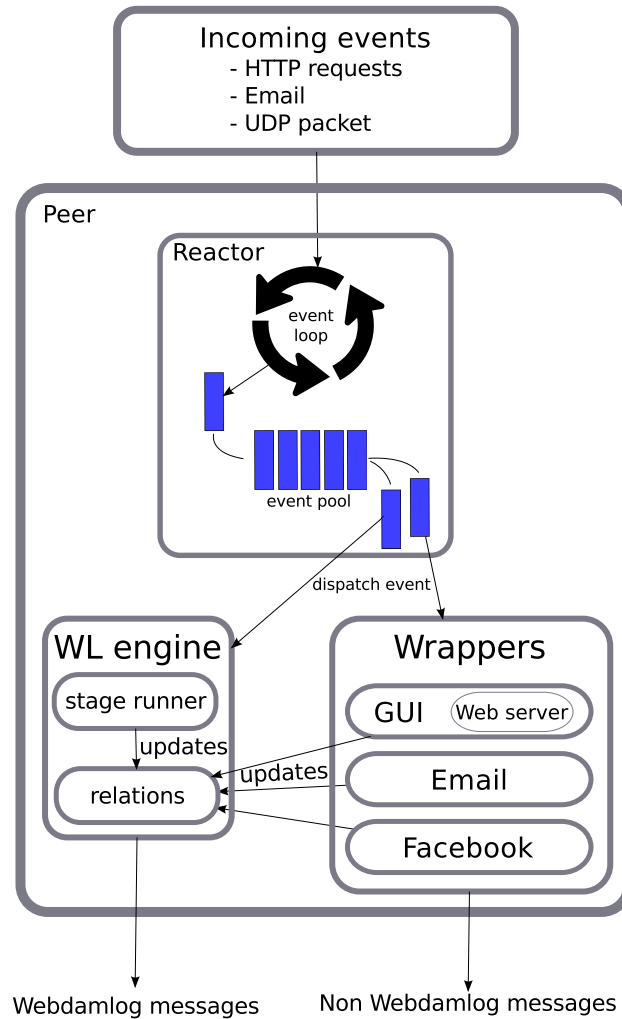 Incoming events
- HTTP requests
- Email
- UDP packet
Peer
Reactor
event
loop
event pool
dispatch event
WL engine
stage runner
updates
relations
Wrappers
GUI
Web server
updates
Email
Facebook
Webdamlog messages
Non Webdamlog messages